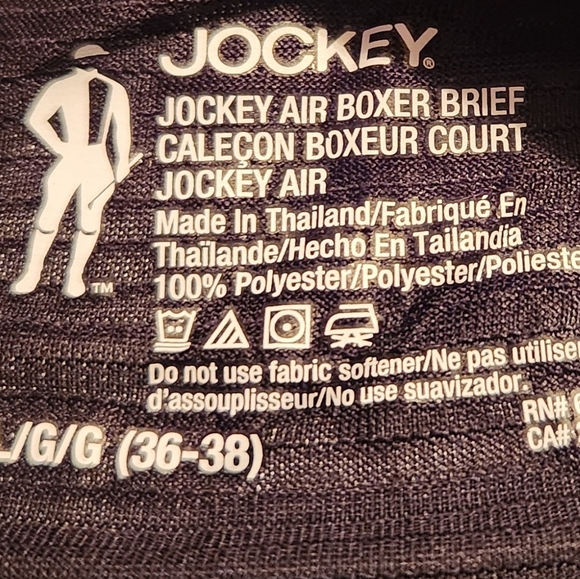 JOCKEY®
JOCKEY AIR BOXER BRIEF
CALEÇON BOXEUR COURT
JOCKEY AIR
Made In Thailand/Fabriqué En
Thaïlande/Hecho En Tailandia
100% Polyester/Polyester/Polieste
TM
Do not use fabric softener/Ne pas utiliser
d'assouplisseur/No use suavizador.
RN#
CA#
L/G/G (36-38)